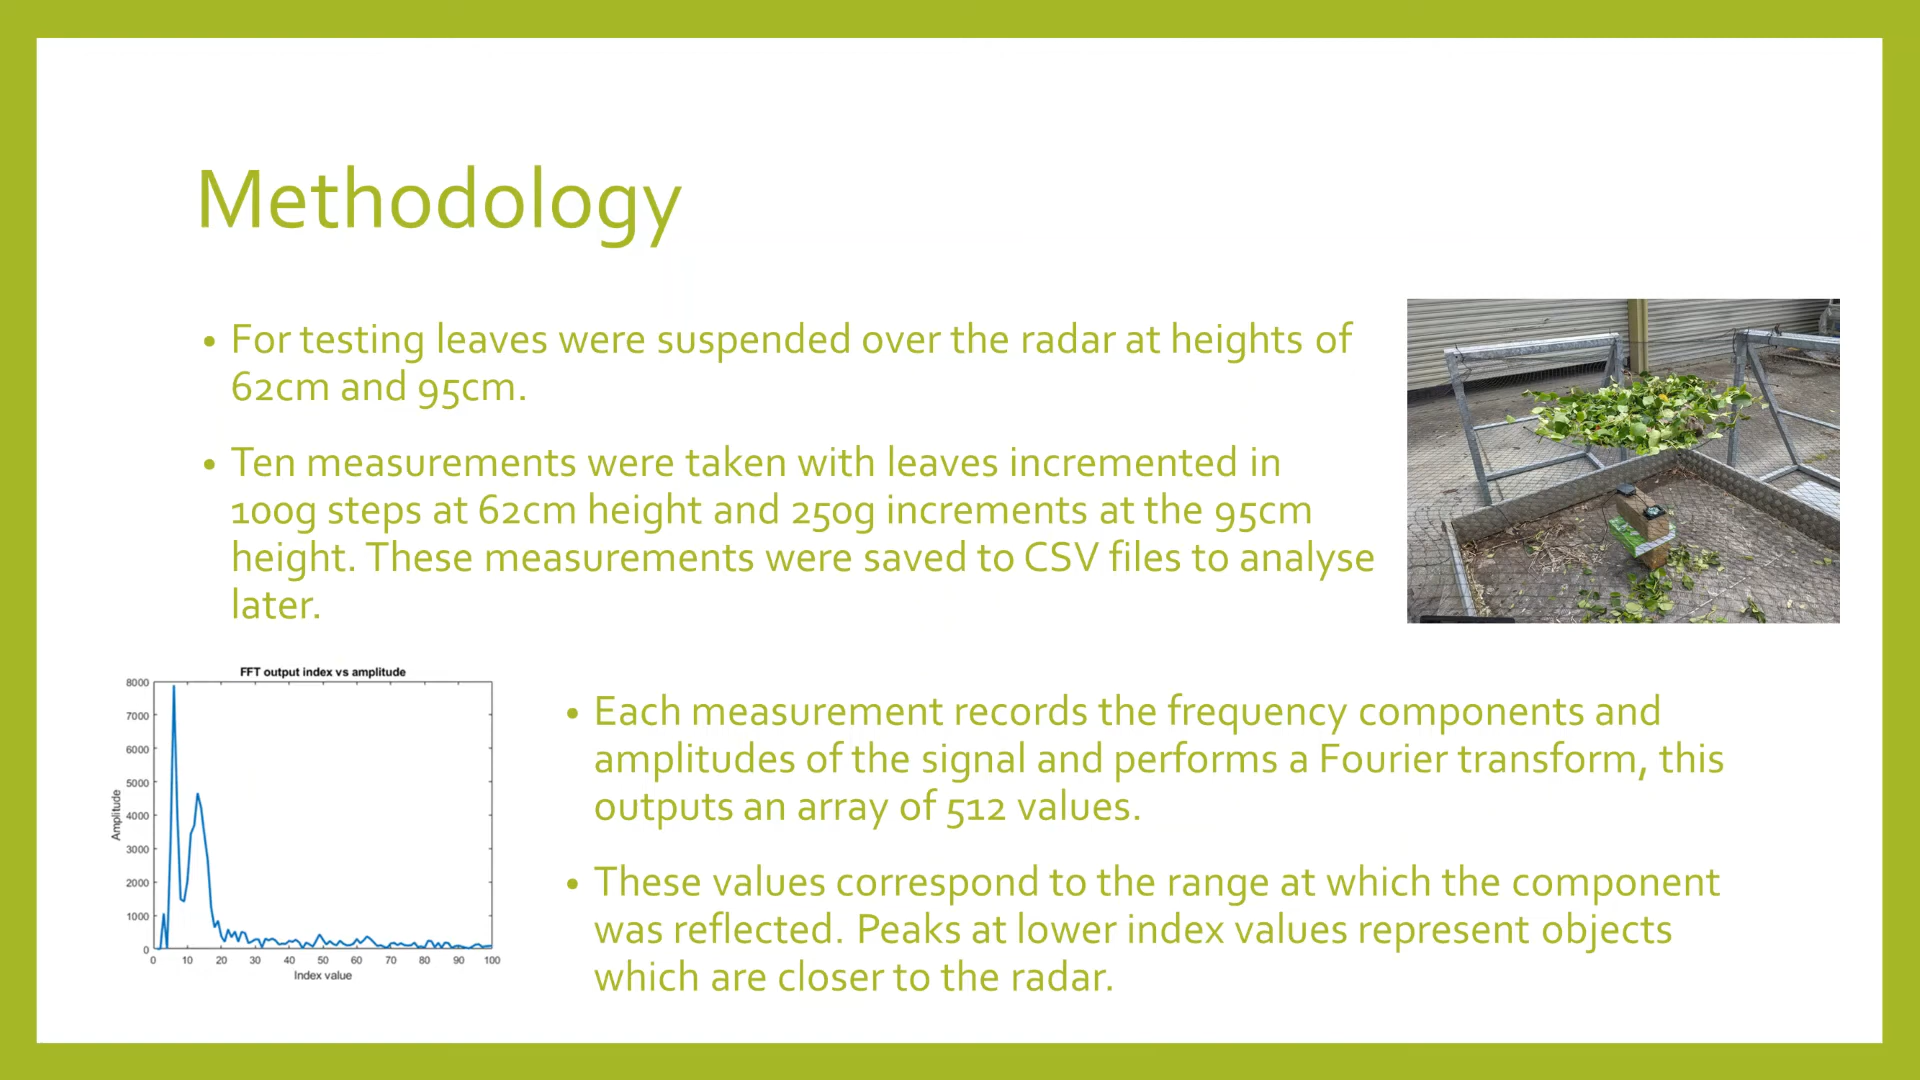 Methodology
• For testing leaves were suspended over the radar at heights of
62cm and 95cm.
• Ten measurements were taken with leaves incremented in
100g steps at 62cm height and 250g increments at the 95cm
height. These measurements were saved to CSV files to analyse
later.
FFT output index vs amplitude
8000
7000
6000
5000
4000
3000
2000
1000
0
Amplitude
0 10 20 30 40 50 60 70 80 90 100
Index value
• Each measurement records the frequency components and
amplitudes of the signal and performs a Fourier transform, this
outputs an array of 512 values.
• These values correspond to the range at which the component
was reflected. Peaks at lower index values represent objects
which are closer to the radar.